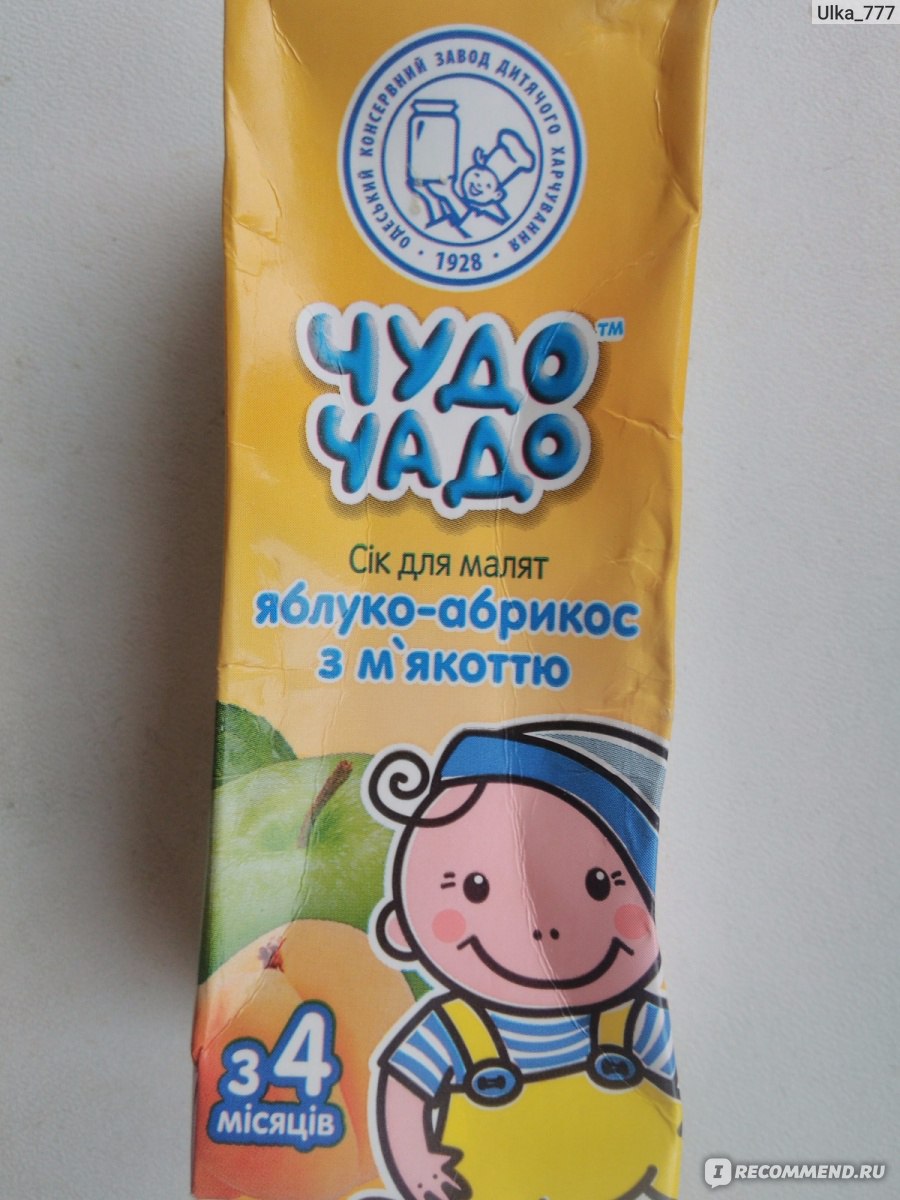 Ulka_777
ОДЕСЬКИЙ КОНСЕРВНИЙ ЗАВОД ДИТЯЧОГО ХАРЧУВАННЯ
· 1928 ·
ЧУДО ТМ
ЧАДО
Сік для малят
яблуко-абрикос
з м`якоттю
з 4
місяців
IRECOMMEND.RU